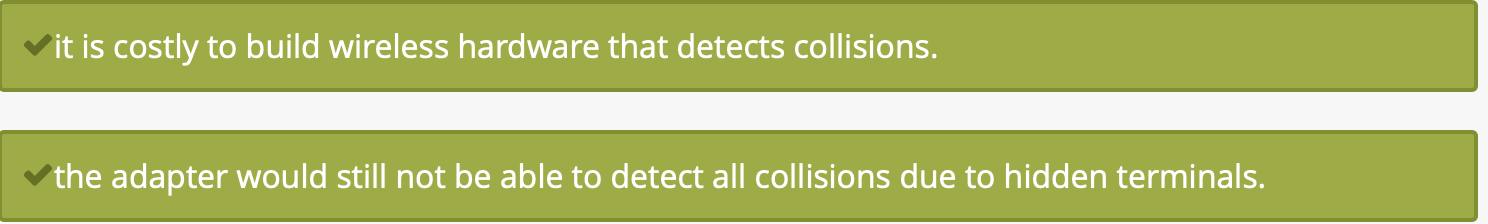 it is costly to build wireless hardware that detects collisions.
the adapter would still not be able to detect all collisions due to hidden terminals.